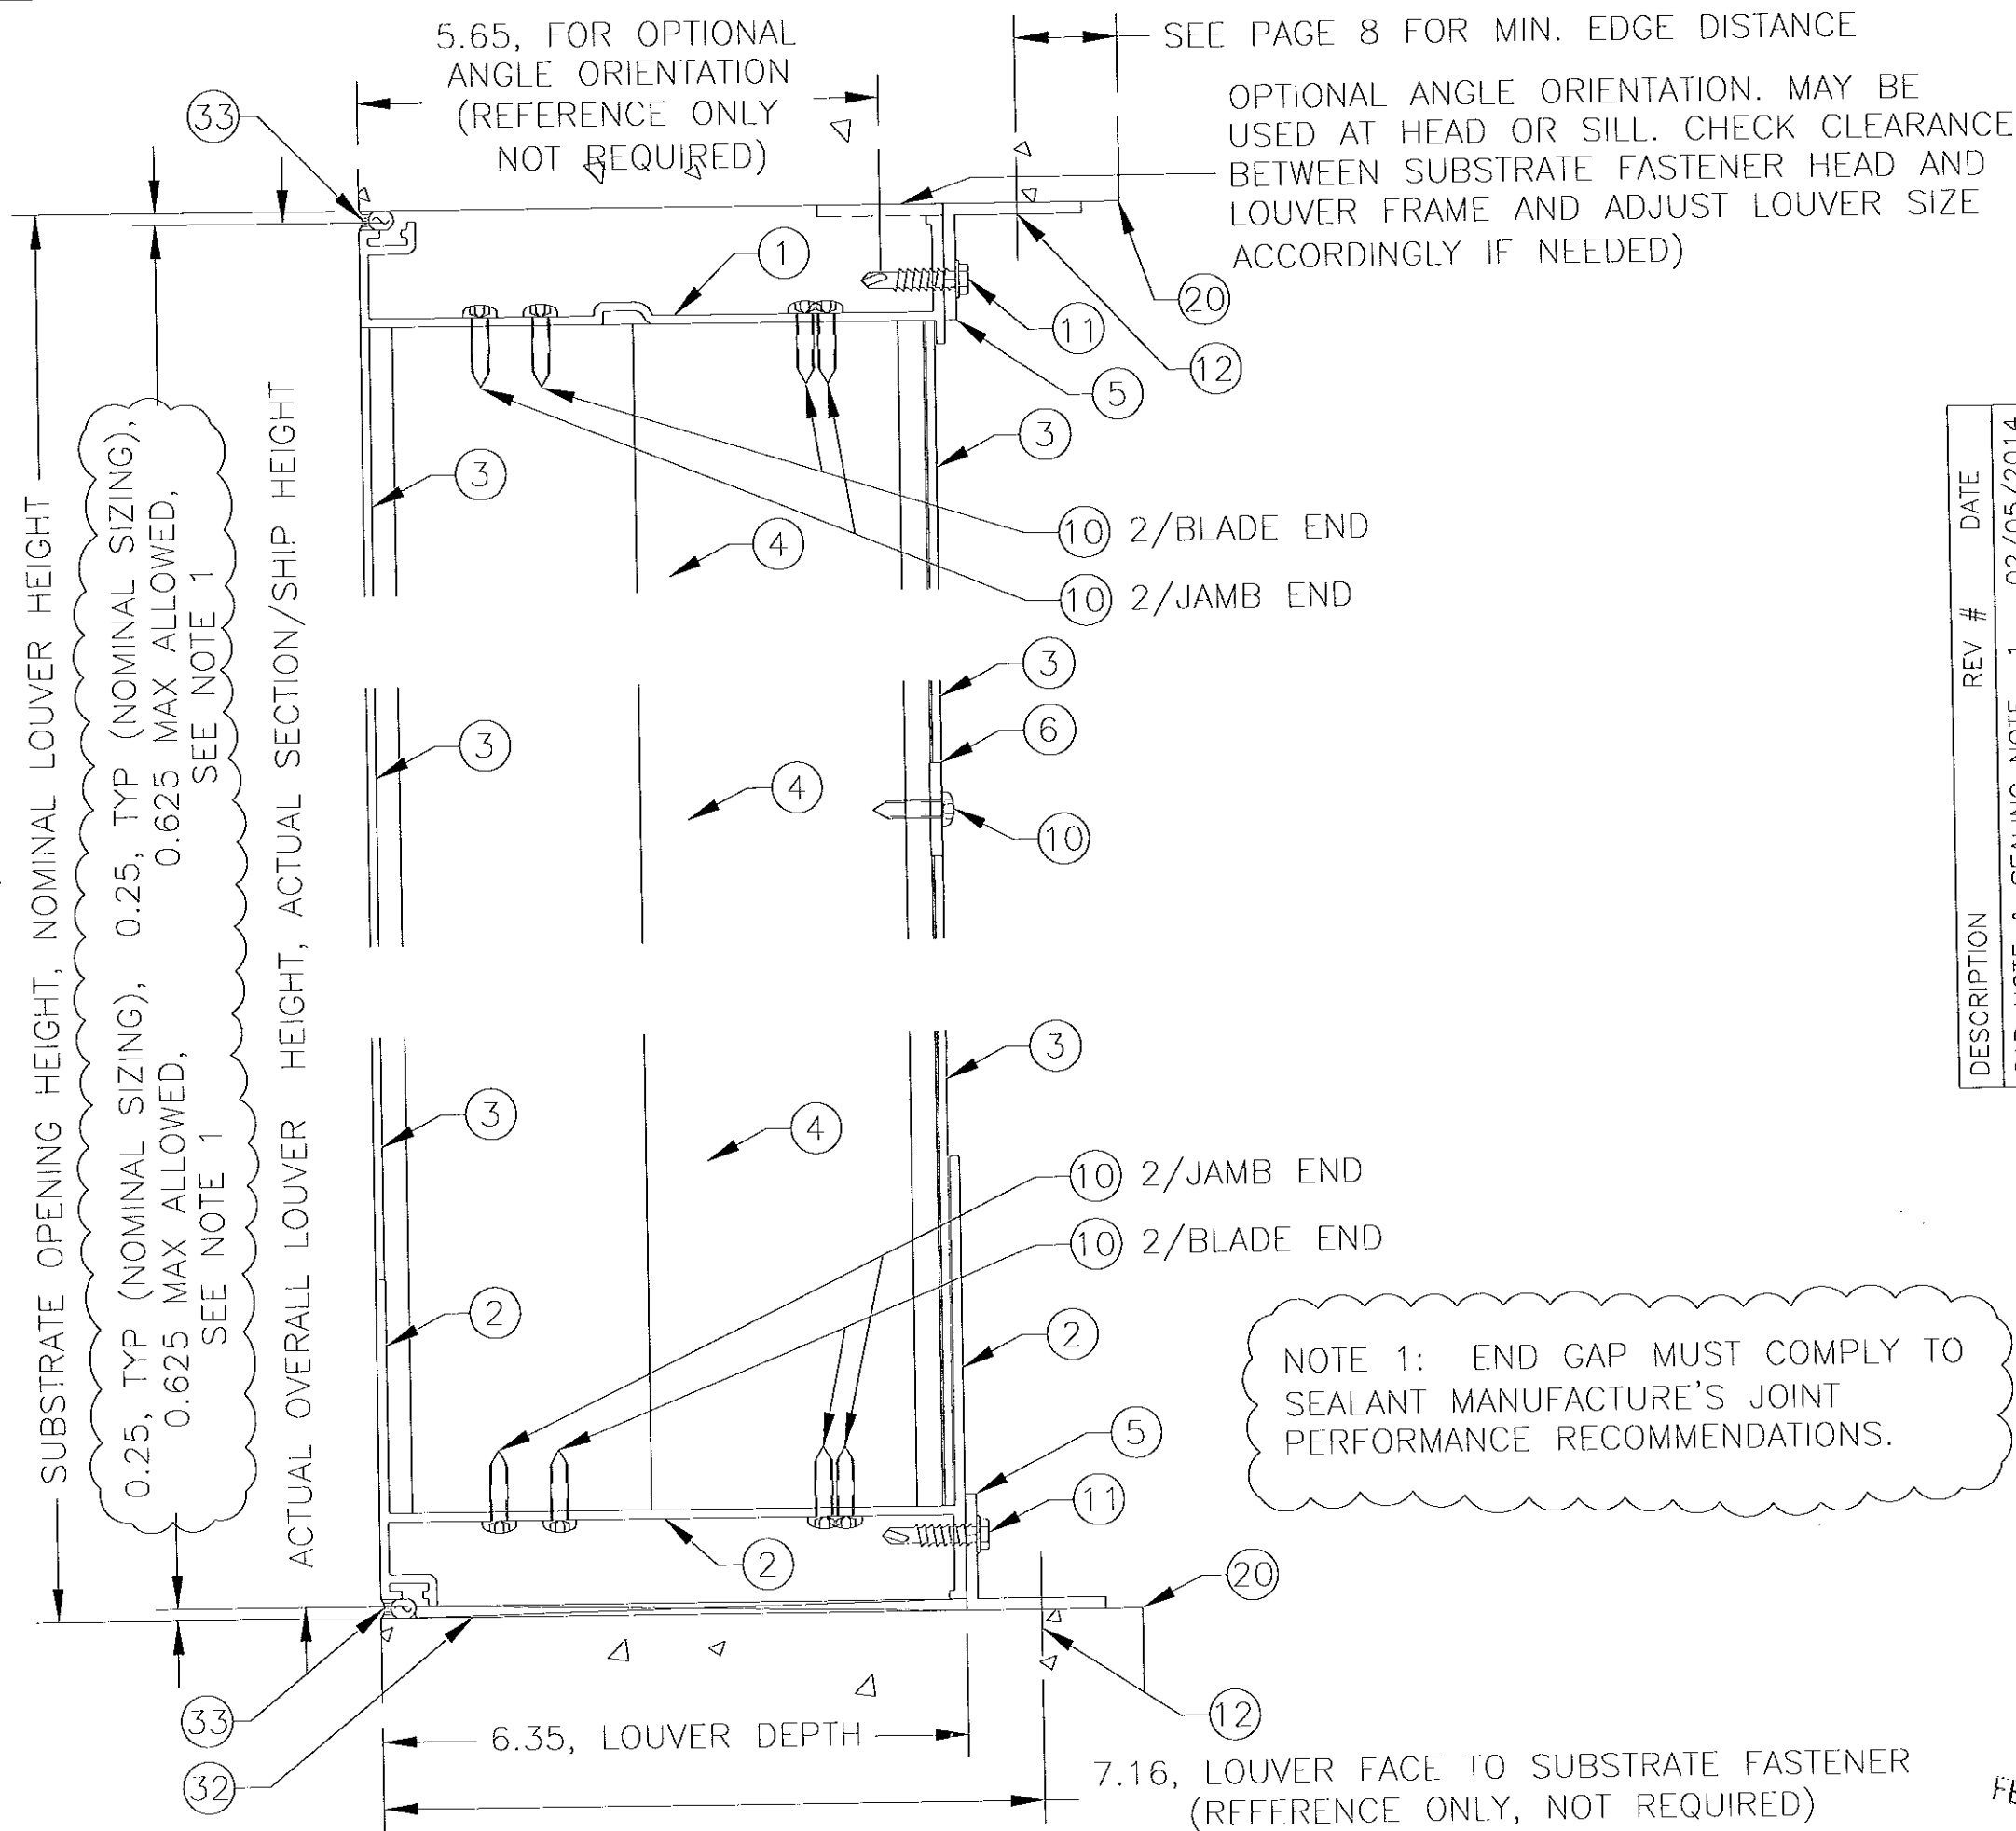 5.65, FOR OPTIONAL
ANGLE ORIENTATION
(REFERENCE ONLY
NOT REQUIRED)
SEE PAGE 8 FOR MIN. EDGE DISTANCE
OPTIONAL ANGLE ORIENTATION. MAY BE
USED AT HEAD OR SILL. CHECK CLEARANCE
BETWEEN SUBSTRATE FASTENER HEAD AND
LOUVER FRAME AND ADJUST LOUVER SIZE
ACCORDINGLY IF NEEDED)
33
1
11
20
12
5
3
3
4
10 2/BLADE END
10 2/JAMB END
3
6
3
4
10
3
3
4
10 2/JAMB END
10 2/BLADE END
2
2
5
11
2
20
33
12
32
6.35, LOUVER DEPTH
7.16, LOUVER FACE TO SUBSTRATE FASTENER
(REFERENCE ONLY, NOT REQUIRED)
SUBSTRATE OPENING HEIGHT, NOMINAL LOUVER HEIGHT
0.25, TYP (NOMINAL SIZING),
0.625 MAX ALLOWED,
SEE NOTE 1
0.25, TYP (NOMINAL SIZING),
0.625 MAX ALLOWED,
SEE NOTE 1
ACTUAL OVERALL LOUVER HEIGHT, ACTUAL SECTION/SHIP HEIGHT
NOTE 1: END GAP MUST COMPLY TO
SEALANT MANUFACTURE'S JOINT
PERFORMANCE RECOMMENDATIONS.
DESCRIPTION REV # DATE
NOTE & SEALING NOTE 1 02/05/2014